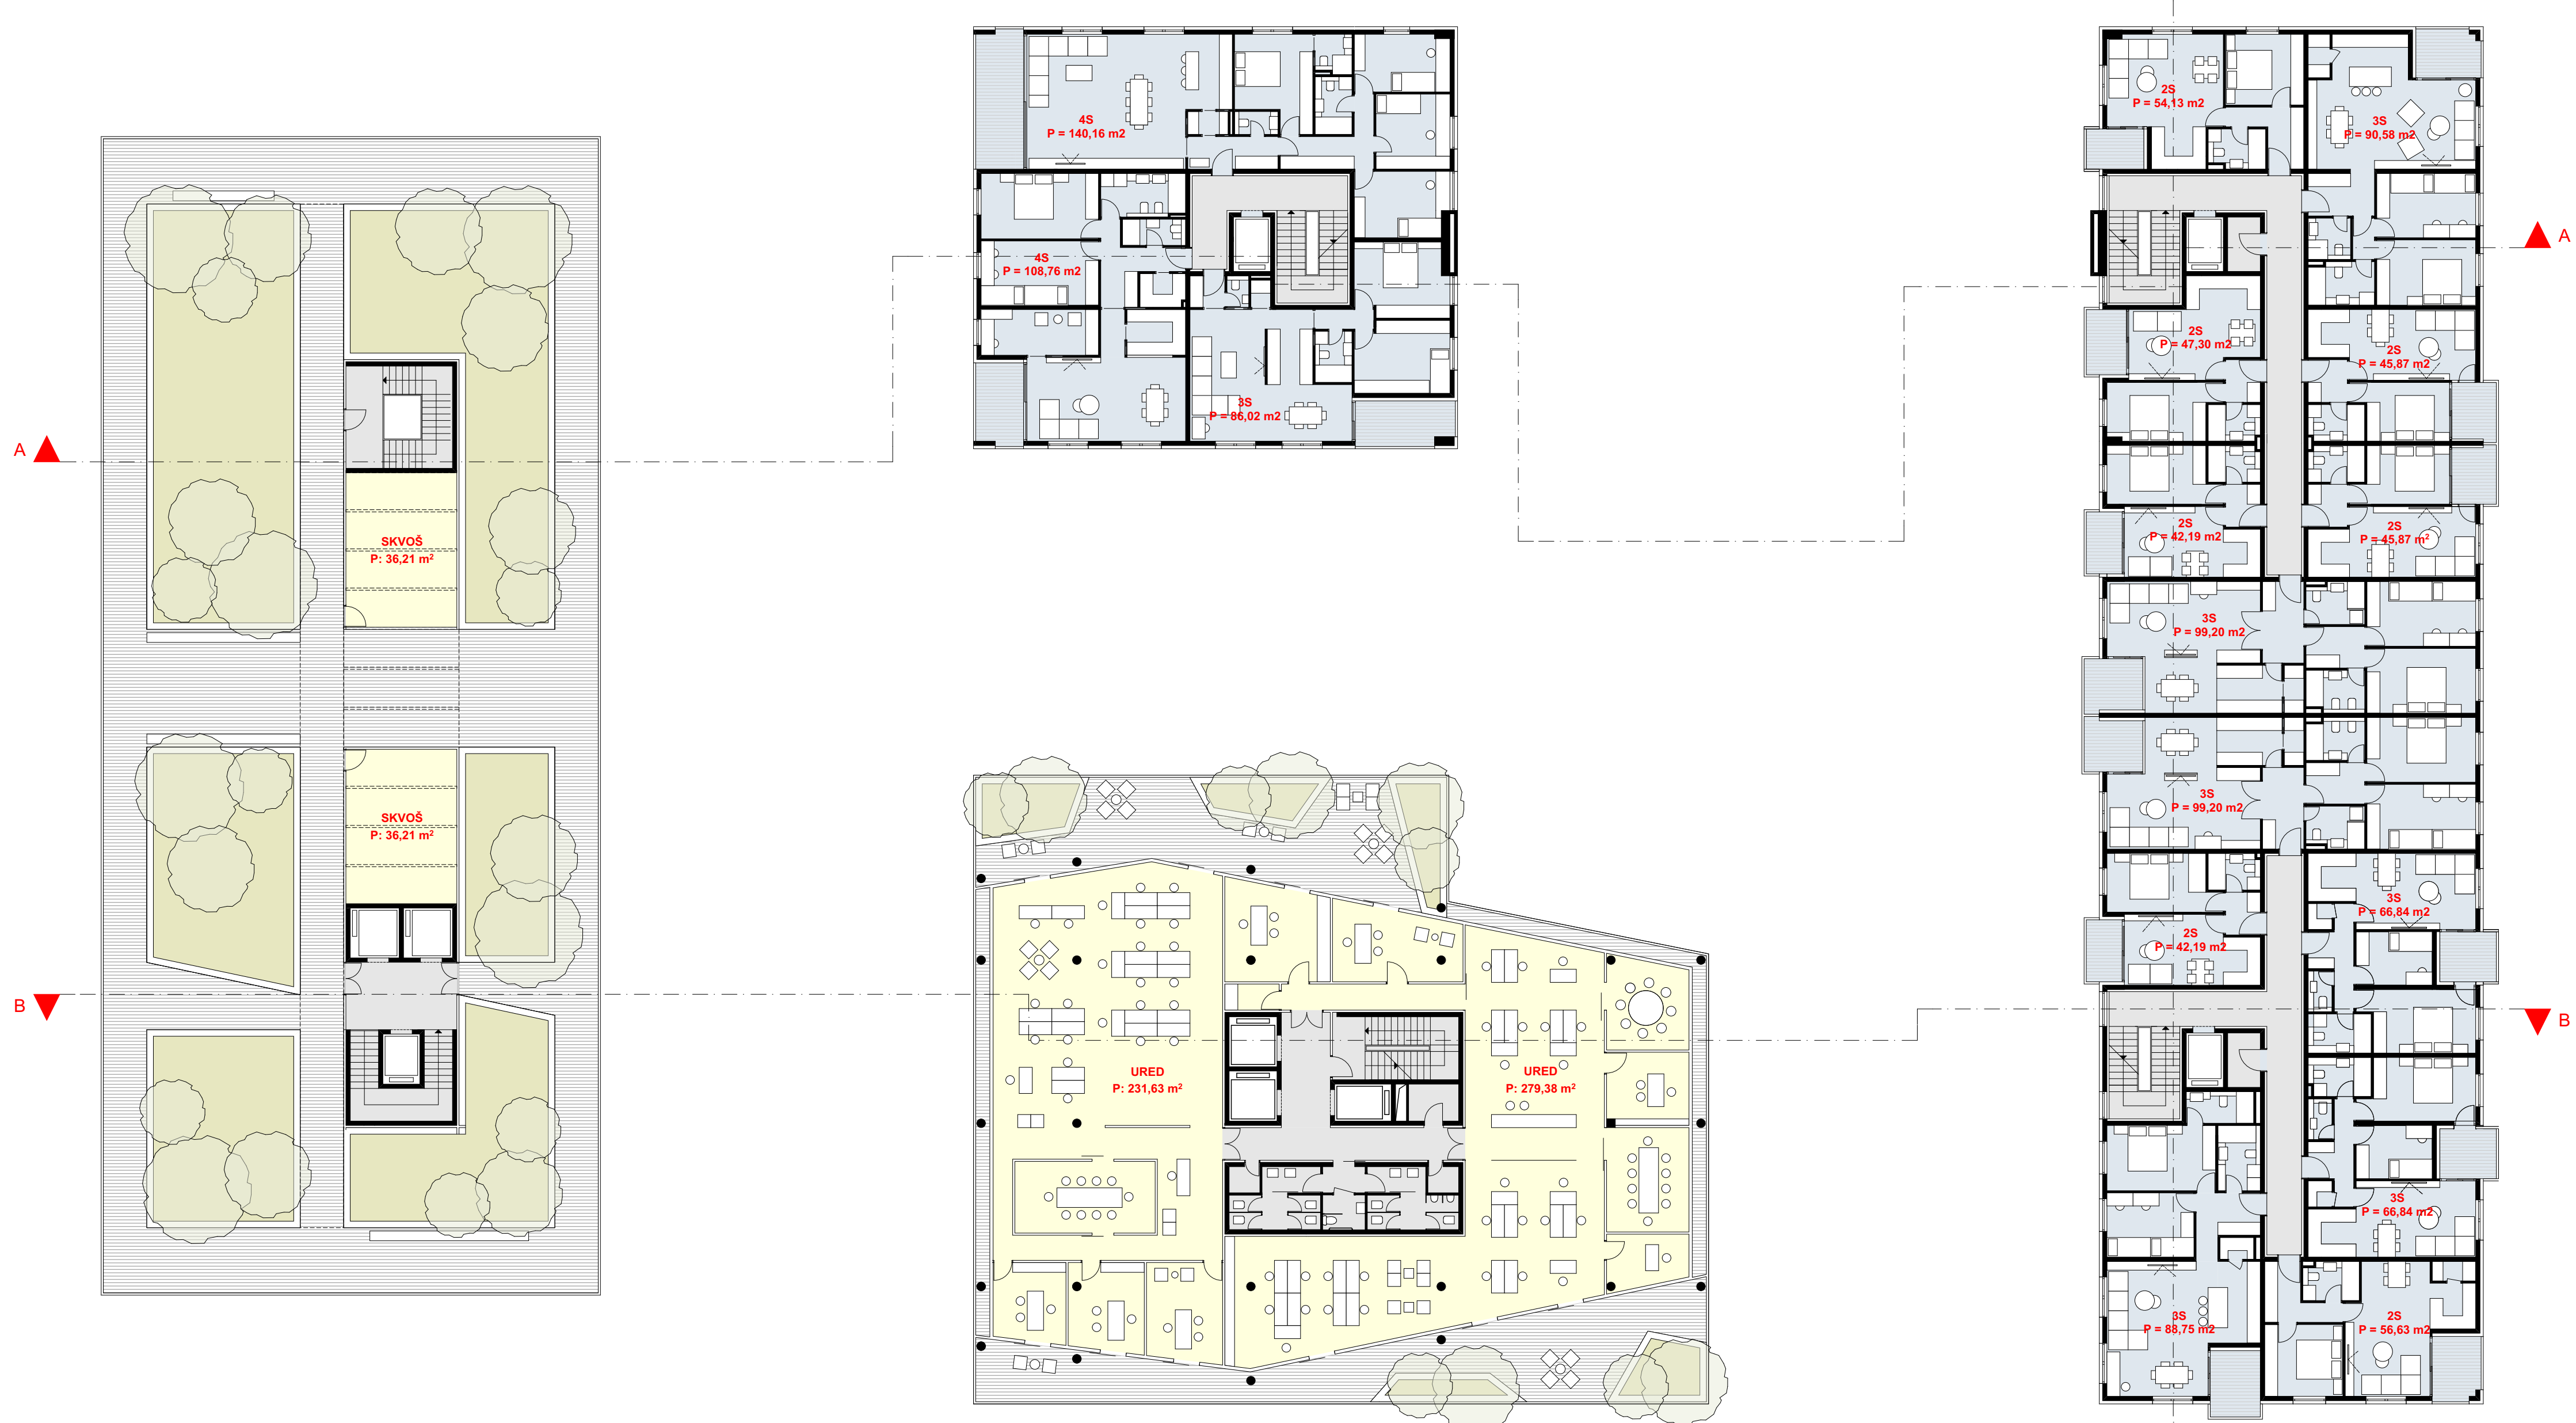 A
SKVOŠ
P: 36,21 m²
SKVOŠ
P: 36,21 m²
B
4S
P = 140,16 m2
4S
P = 108,76 m2
3S
P = 86,02 m2
URED
P: 231,63 m²
URED
P: 279,38 m²
2S
P = 54,13 m2
3S
P = 90,58 m2
A
2S
P = 47,30 m2
2S
P = 45,87 m2
2S
P = 42,19 m2
2S
P = 45,87 m²
3S
P = 99,20 m2
3S
P = 99,20 m2
3S
P = 66,84 m2
2S
P = 42,19 m2
B
3S
P = 66,84 m2
3S
P = 88,75 m2
2S
P = 56,63 m2